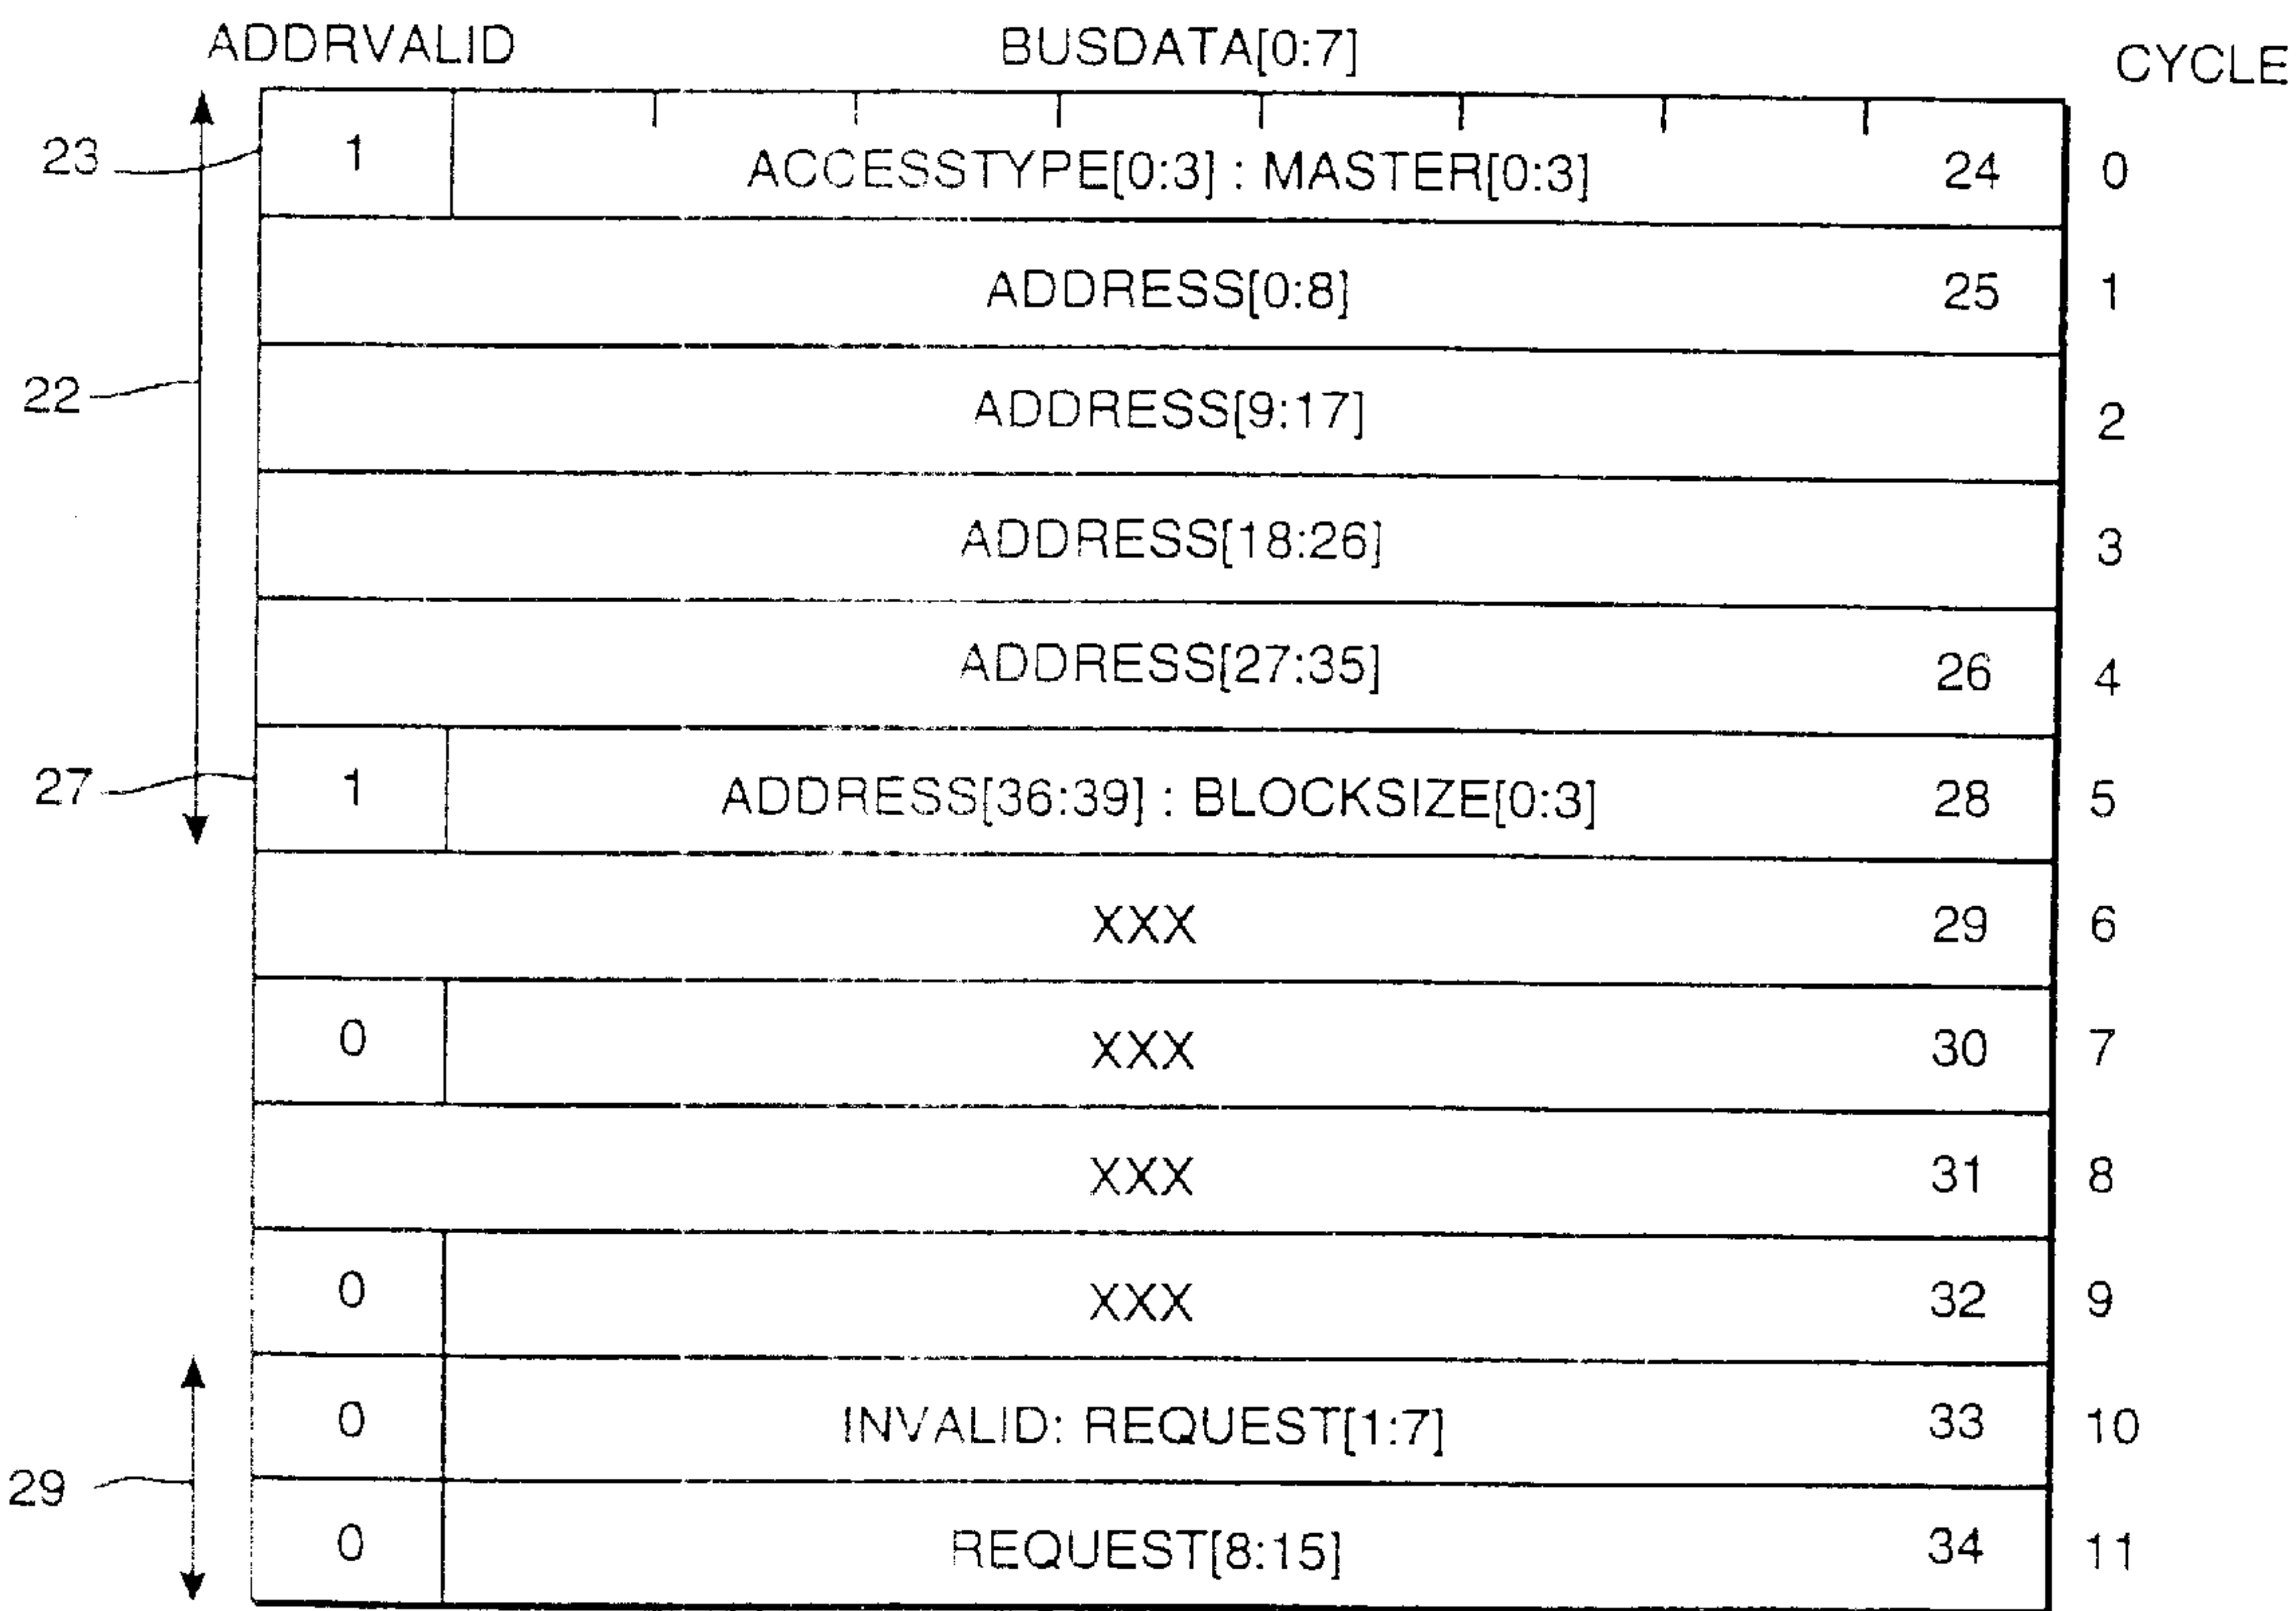 ADDRVALID BUSDATA[0:7] CYCLE
23 1 ACCESSTYPE[0:3] : MASTER[0:3] 24 0
ADDRESS[0:8] 25 1
22 ADDRESS[9:17] 2
ADDRESS[18:26] 3
ADDRESS[27:35] 26 4
27 1 ADDRESS[36:39] : BLOCKSIZE[0:3] 28 5
XXX 29 6
0 XXX 30 7
XXX 31 8
0 XXX 32 9
0 INVALID: REQUEST[1:7] 33 10
29 0 REQUEST[8:15] 34 11